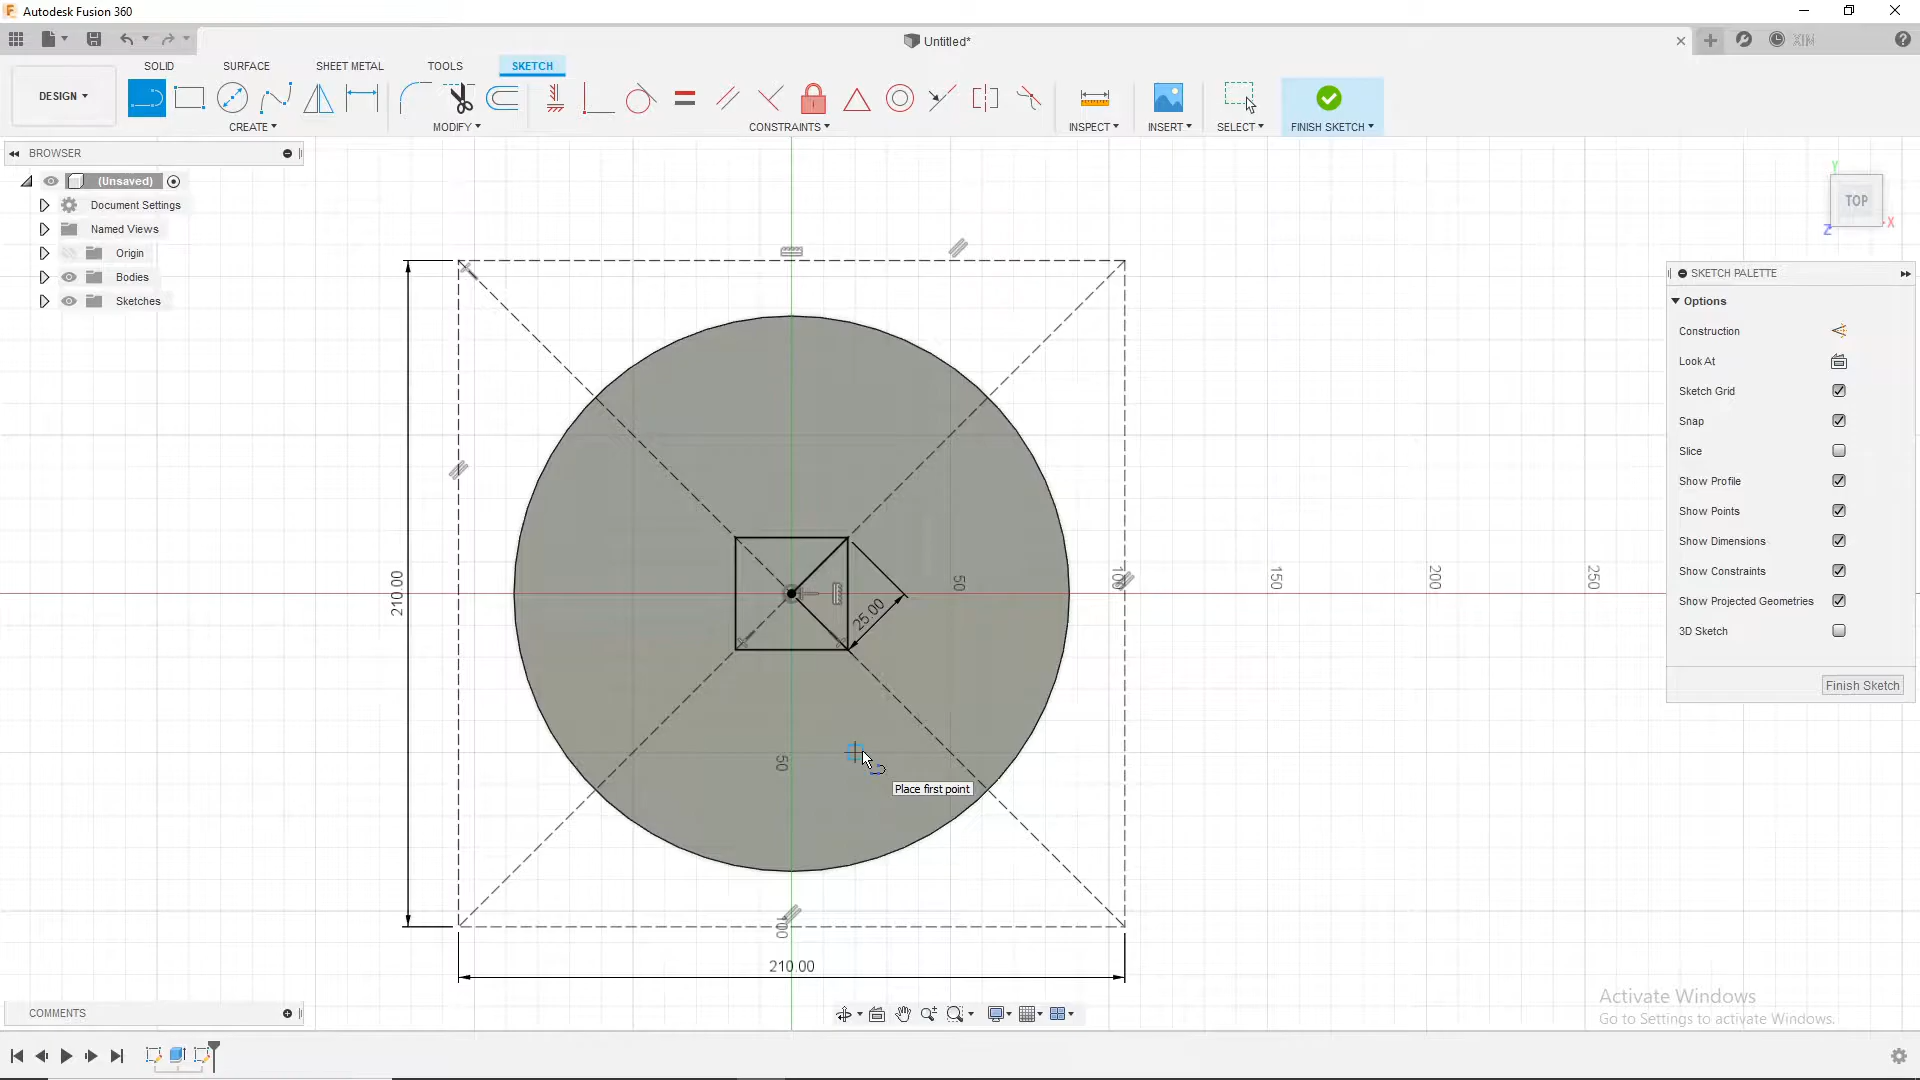 Autodesk Fusion 360
Untitled*
XIN
SOLID SURFACE SHEET METAL TOOLS SKETCH
DESIGN
CREATE MODIFY CONSTRAINTS INSPECT INSERT SELECT FINISH SKETCH
BROWSER
(Unsaved)
Document Settings
Named Views
Origin
Bodies
Sketches
Y
TOP
X
Z
SKETCH PALETTE
Options
Construction
Look At
Sketch Grid
Snap
Slice
Show Profile
Show Points
Show Dimensions
Show Constraints
Show Projected Geometries
3D Sketch
Finish Sketch
50
100
150
200
250
210.00
25.00
50
Place first point
100
210.00
Activate Windows
Go to Settings to activate Windows.
COMMENTS